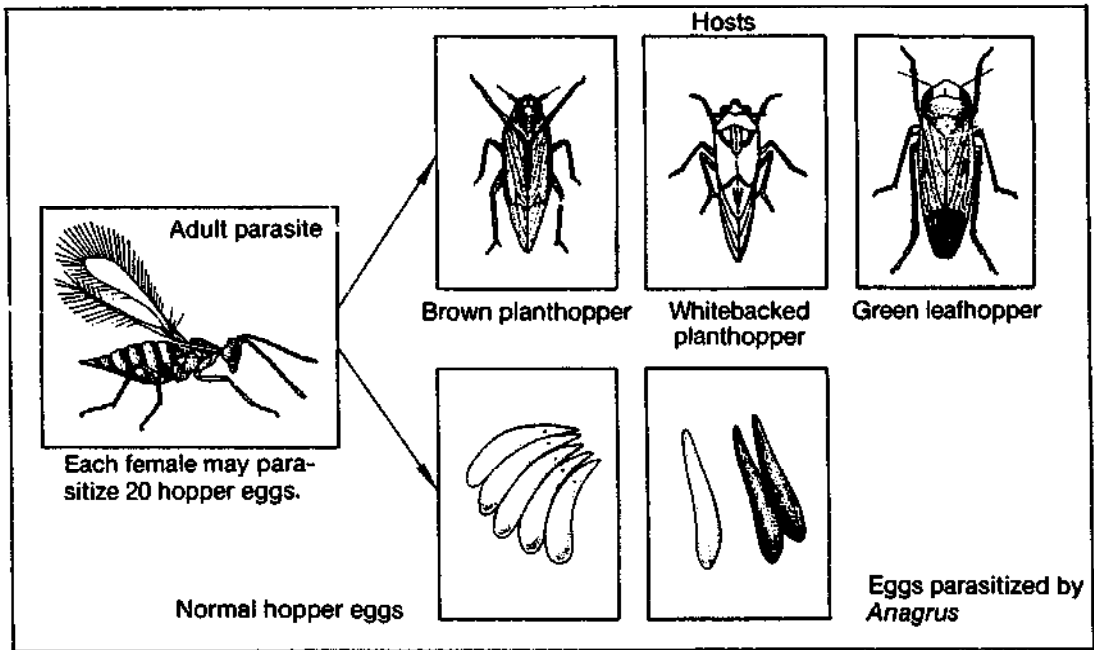 Hosts
Adult parasite
Brown planthopper
Whitebacked
planthopper
Green leafhopper
Each female may para-
sitize 20 hopper eggs.
Normal hopper eggs
Eggs parasitized by
Anagrus